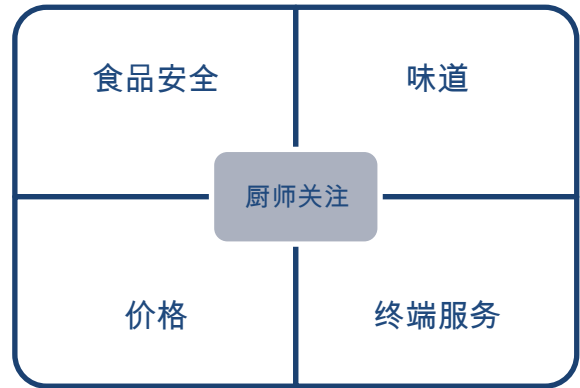 食品安全
味道
厨师关注
价格
终端服务